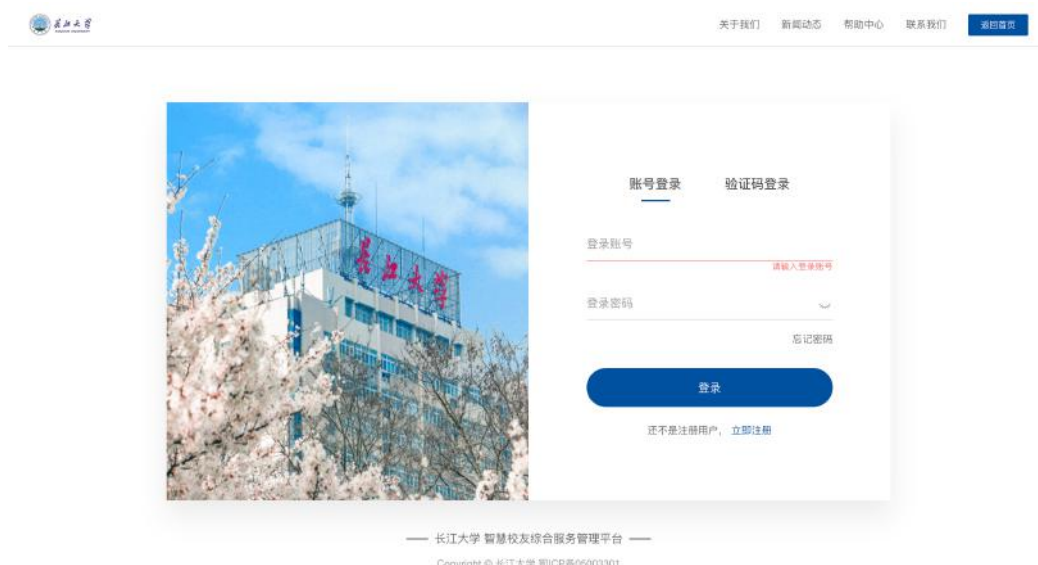 长江大学
关于我们 新闻动态 帮助中心 联系我们 返回首页
长江大学
账号登录 验证码登录
登录账号
请输入登录账号
登录密码
忘记密码
登录
还不是注册用户， 立即注册
长江大学 智慧校友综合服务管理平台
Copyright © 长江大学